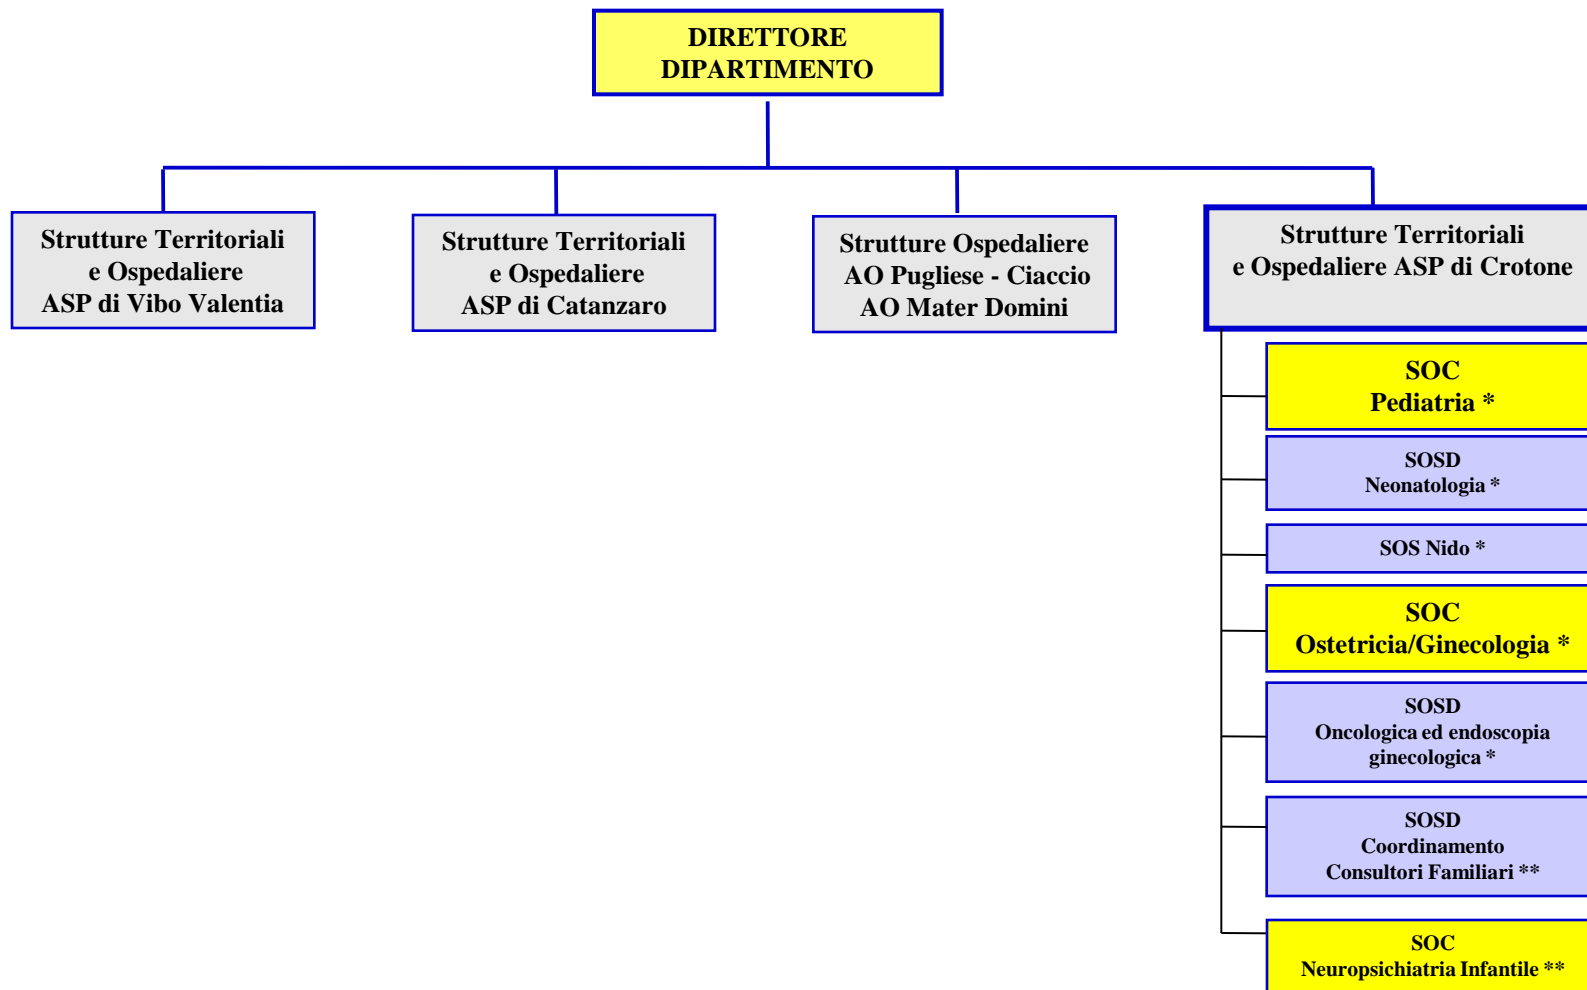 DIRETTORE
DIPARTIMENTO
Strutture Territoriali
e Ospedaliere
ASP di Vibo Valentia
Strutture Territoriali
e Ospedaliere
ASP di Catanzaro
Strutture Ospedaliere
AO Pugliese - Ciaccio
AO Mater Domini
Strutture Territoriali
e Ospedaliere ASP di Crotone
SOC
Pediatria *
SOSD
Neonatologia *
SOS Nido *
SOC
Ostetricia/Ginecologia *
SOSD
Oncologica ed endoscopia
ginecologica *
SOSD
Coordinamento
Consultori Familiari **
SOC
Neuropsichiatria Infantile **